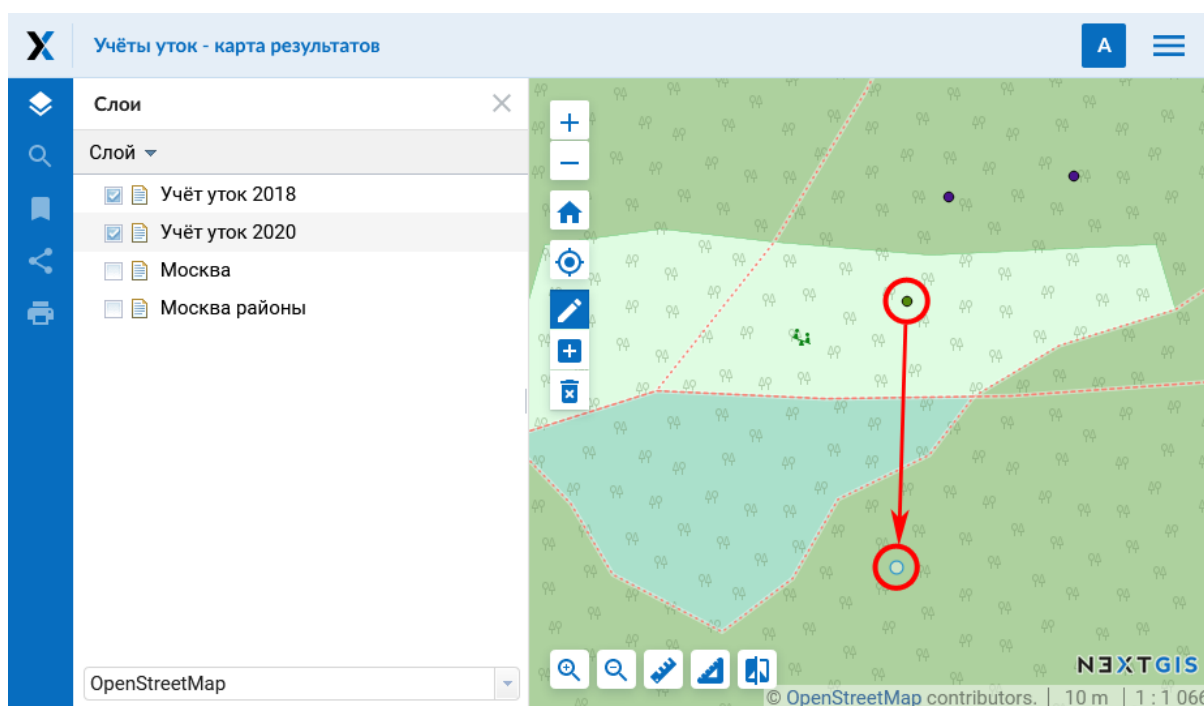 Учёты уток - карта результатов
A
Слои
Слой
Учёт уток 2018
Учёт уток 2020
Москва
Москва районы
OpenStreetMap
NEXTGIS
© OpenStreetMap contributors. | 10 m | 1 : 1 066